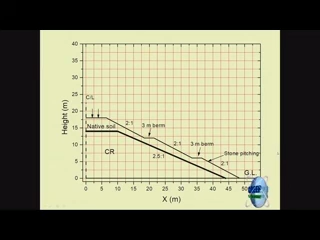 40
35
30
25
20
15
10
5
0
Height (m)
C/L
2:1
3 m berm
Native soil
2:1
3 m berm
CR
2.5:1
Stone pitching
2:1
G.L.
0 5 10 15 20 25 30 35 40 45 50
X (m)